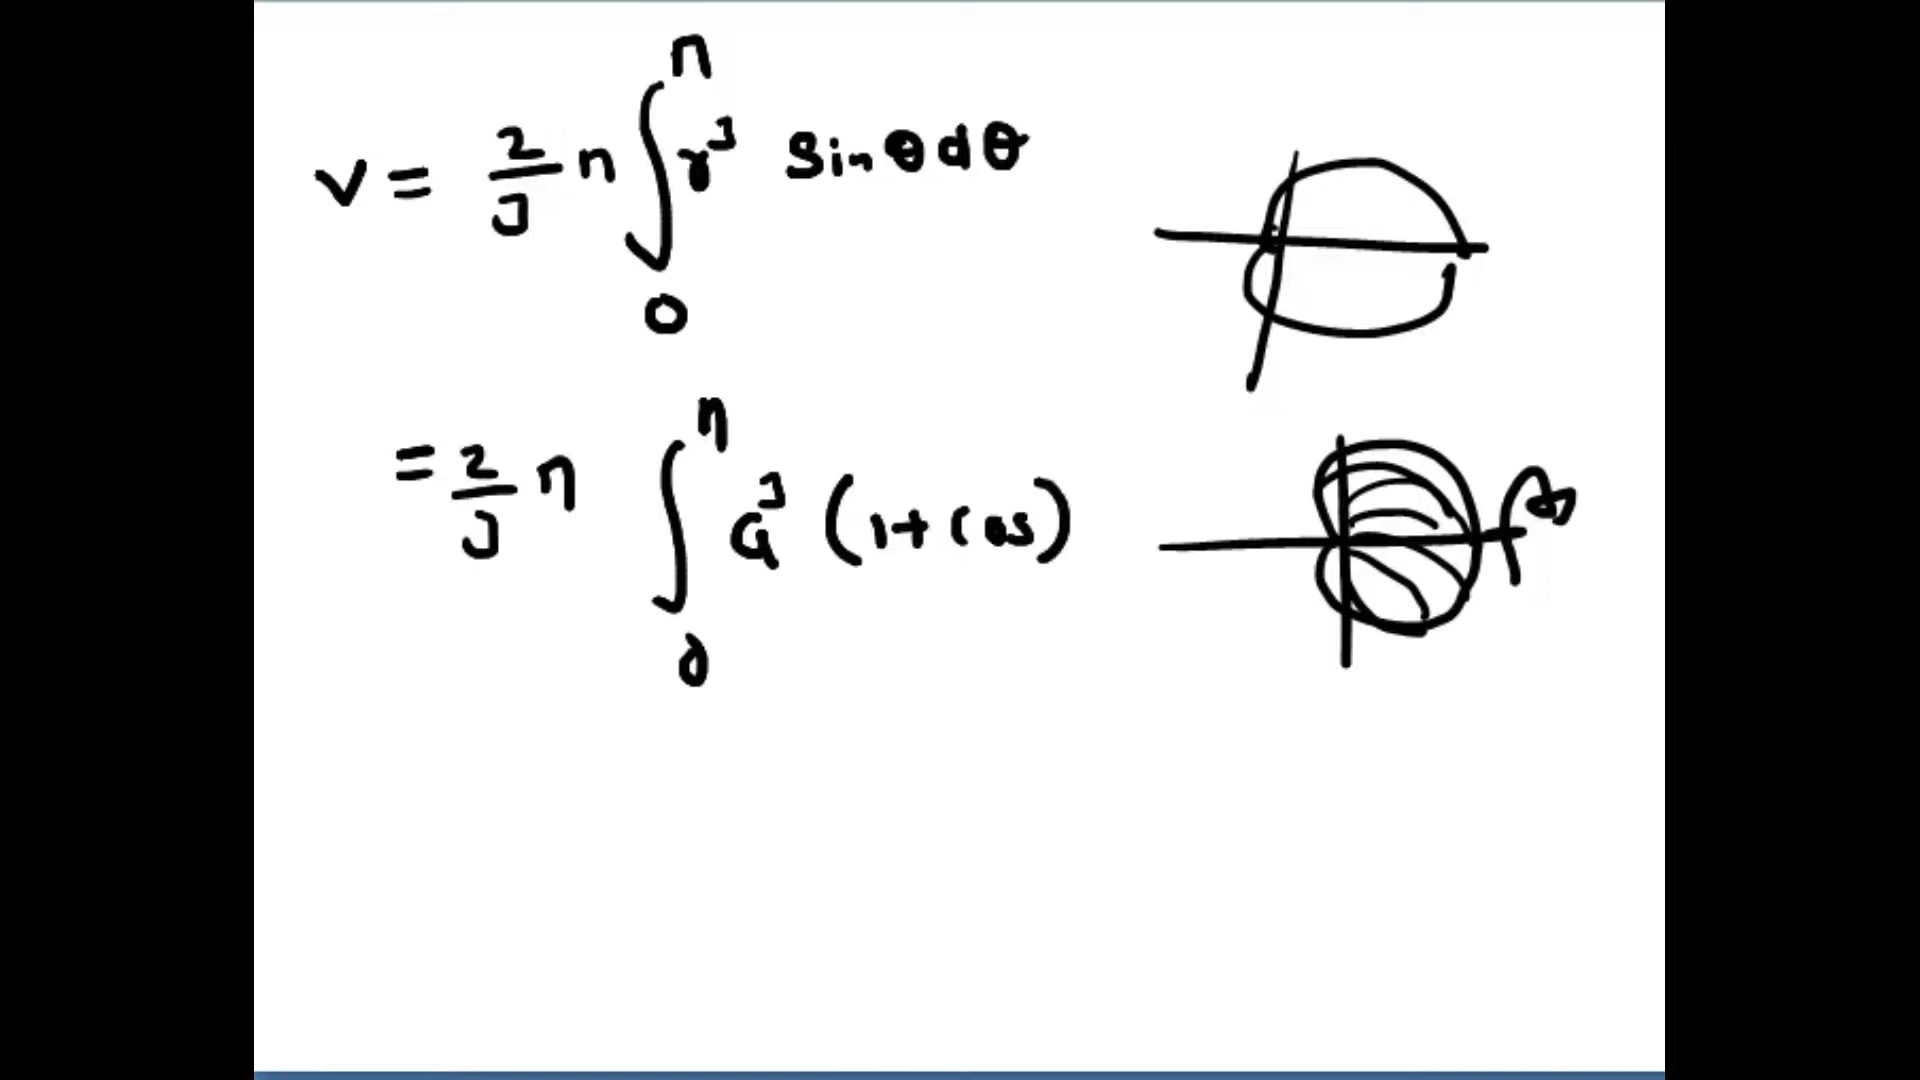 V = 2/3 π ∫₀^π r³ Sinθ dθ
= 2/3 π ∫₀^π a³ (1+cos)